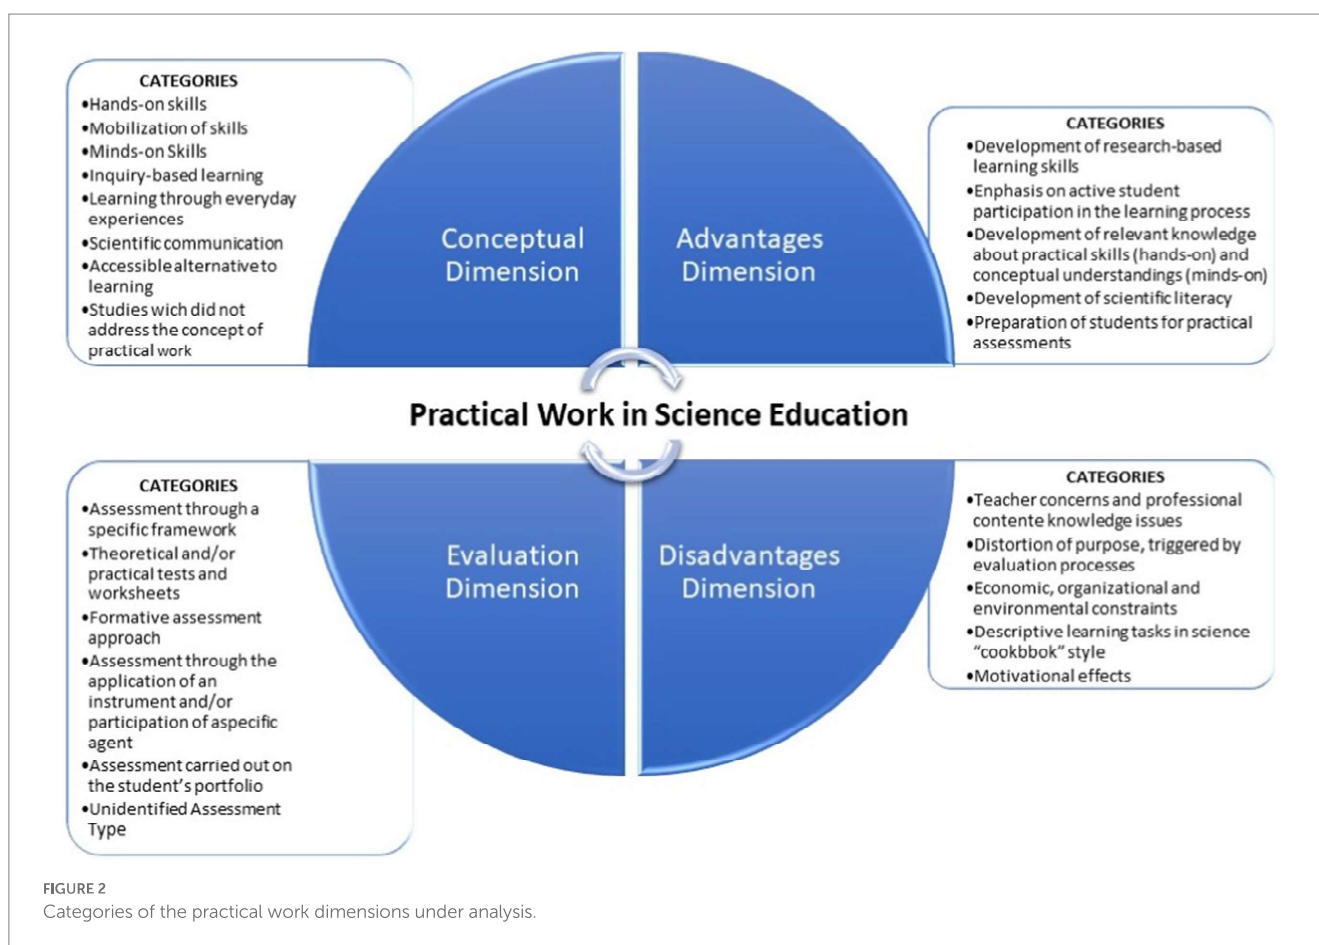 CATEGORIES
•Hands-on skills
•Mobilization of skills
•Minds-on Skills
•Inquiry-based learning
•Learning through everyday
experiences
•Scientific communication
•Accessible alternative to
learning
•Studies wich did not
address the concept of
practical work
Conceptual
Dimension
Advantages
Dimension
CATEGORIES
•Development of research-based
learning skills
•Enphasis on active student
participation in the learning process
•Development of relevant knowledge
about practical skills (hands-on) and
conceptual understandings (minds-on)
•Development of scientific literacy
•Preparation of students for practical
assessments
Practical Work in Science Education
CATEGORIES
•Assessment through a
specific framework
•Theoretical and/or
practical tests and
worksheets
•Formative assessment
approach
•Assessment through the
application of an
instrument and/or
participation of aspecific
agent
•Assessment carried out on
the student's portfolio
•Unidentified Assessment
Type
Evaluation
Dimension
Disadvantages
Dimension
CATEGORIES
•Teacher concerns and professional
contente knowledge issues
•Distortion of purpose, triggered by
evaluation processes
•Economic, organizational and
environmental constraints
•Descriptive learning tasks in science
"cookbbok" style
•Motivational effects
FIGURE 2
Categories of the practical work dimensions under analysis.